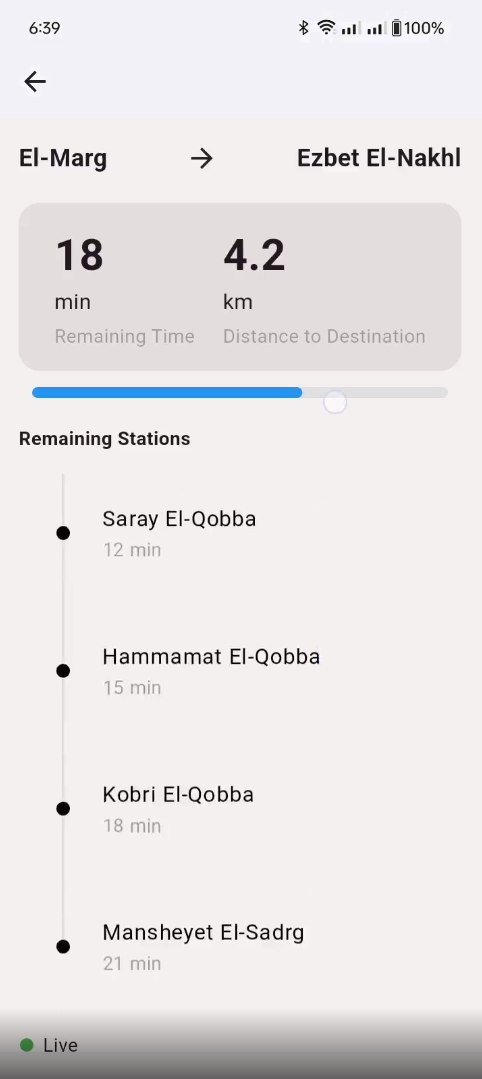 6:39
100%
El-Marg → Ezbet El-Nakhl
18
4.2
min
km
Remaining Time
Distance to Destination
Remaining Stations
Saray El-Qobba
12 min
Hammamat El-Qobba
15 min
Kobri El-Qobba
18 min
Mansheyet El-Sadrg
21 min
Live